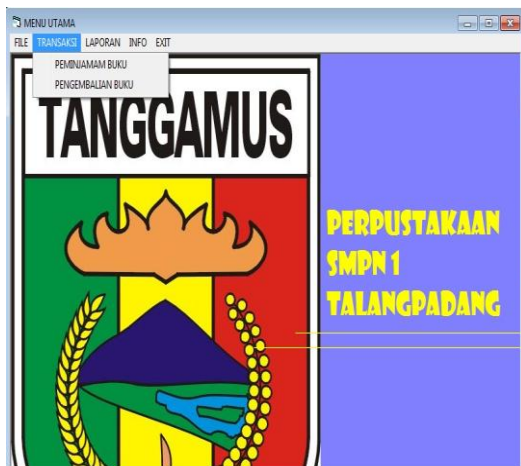 MENU UTAMA
FILE TRANSAKSI LAPORAN INFO EXIT
PEMINJAMAM BUKU
PENGEMBALIAN BUKU
TANGGAMUS
PERPUSTAKAAN
SMPN 1
TALANGPADANG